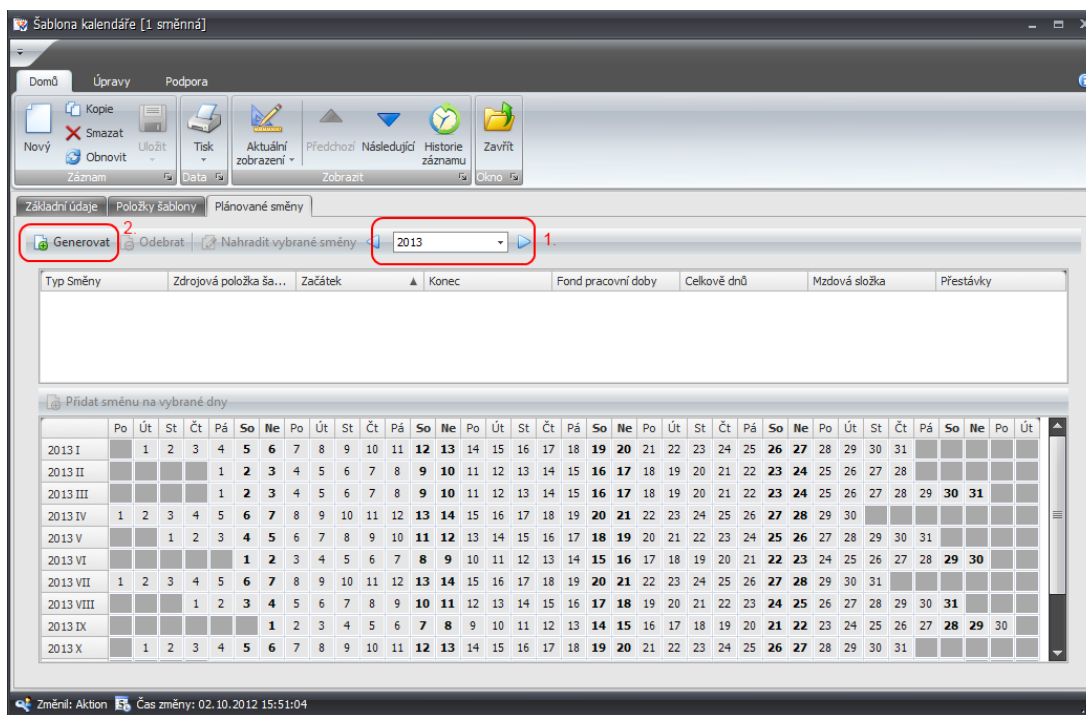 Šablona kalendáře [1 směnná]
Domů Úpravy Podpora
Nový Kopie Smazat Obnovit Uložit Tisk Aktuální zobrazení Předchozí Následující Historie záznamu Zavřít
Záznam Data Zobrazit Okno
Základní údaje Položky šablony Plánované směny
2.
Generovat Odebrat Nahradit vybrané směny 2013 1.
Typ Směny Zdrojová položka ša... Začátek Konec Fond pracovní doby Celkově dnů Mzdová složka Přestávky
Přidat směnu na vybrané dny
Po Út St Čt Pá So Ne Po Út St Čt Pá So Ne Po Út St Čt Pá So Ne Po Út St Čt Pá So Ne Po Út St Čt Pá So Ne Po Út
2013 I 1 2 3 4 5 6 7 8 9 10 11 12 13 14 15 16 17 18 19 20 21 22 23 24 25 26 27 28 29 30 31
2013 II 1 2 3 4 5 6 7 8 9 10 11 12 13 14 15 16 17 18 19 20 21 22 23 24 25 26 27 28
2013 III 1 2 3 4 5 6 7 8 9 10 11 12 13 14 15 16 17 18 19 20 21 22 23 24 25 26 27 28 29 30 31
2013 IV 1 2 3 4 5 6 7 8 9 10 11 12 13 14 15 16 17 18 19 20 21 22 23 24 25 26 27 28 29 30
2013 V 1 2 3 4 5 6 7 8 9 10 11 12 13 14 15 16 17 18 19 20 21 22 23 24 25 26 27 28 29 30 31
2013 VI 1 2 3 4 5 6 7 8 9 10 11 12 13 14 15 16 17 18 19 20 21 22 23 24 25 26 27 28 29 30
2013 VII 1 2 3 4 5 6 7 8 9 10 11 12 13 14 15 16 17 18 19 20 21 22 23 24 25 26 27 28 29 30 31
2013 VIII 1 2 3 4 5 6 7 8 9 10 11 12 13 14 15 16 17 18 19 20 21 22 23 24 25 26 27 28 29 30 31
2013 IX 1 2 3 4 5 6 7 8 9 10 11 12 13 14 15 16 17 18 19 20 21 22 23 24 25 26 27 28 29 30
2013 X 1 2 3 4 5 6 7 8 9 10 11 12 13 14 15 16 17 18 19 20 21 22 23 24 25 26 27 28 29 30 31
Změnil: Aktion Čas změny: 02.10.2012 15:51:04